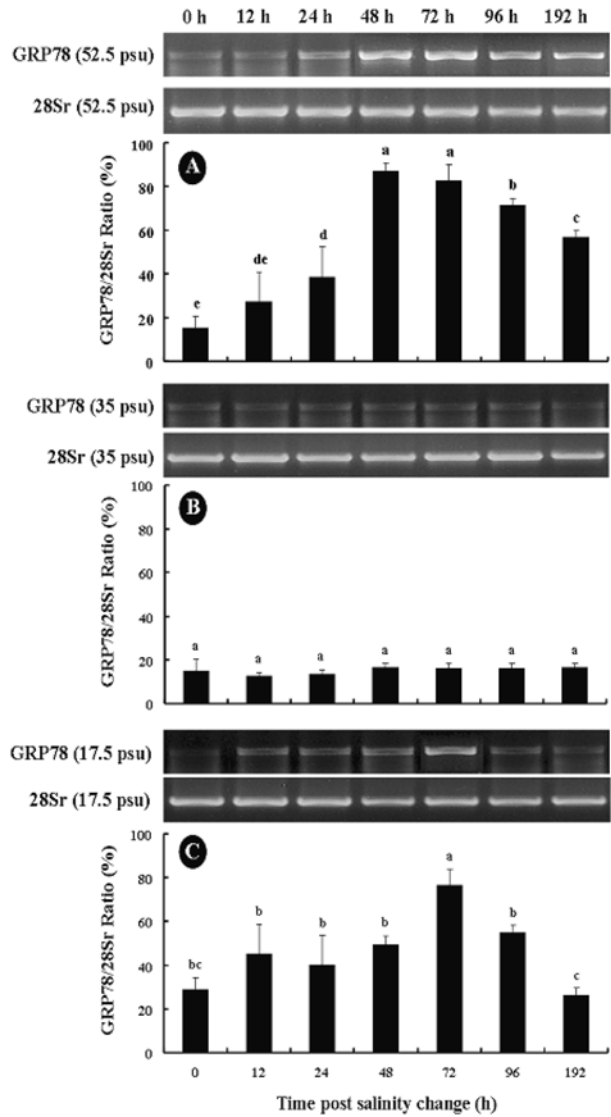 0 h 12 h 24 h 48 h 72 h 96 h 192 h
GRP78 (52.5 psu)
28Sr (52.5 psu)
A
GRP78/28Sr Ratio (%)
100
80
60
40
20
0
e de d a a b c
GRP78 (35 psu)
28Sr (35 psu)
B
GRP78/28Sr Ratio (%)
100
80
60
40
20
0
a a a a a a a
GRP78 (17.5 psu)
28Sr (17.5 psu)
C
GRP78/28Sr Ratio (%)
100
80
60
40
20
0
bc b b b a b c
0 12 24 48 72 96 192
Time post salinity change (h)